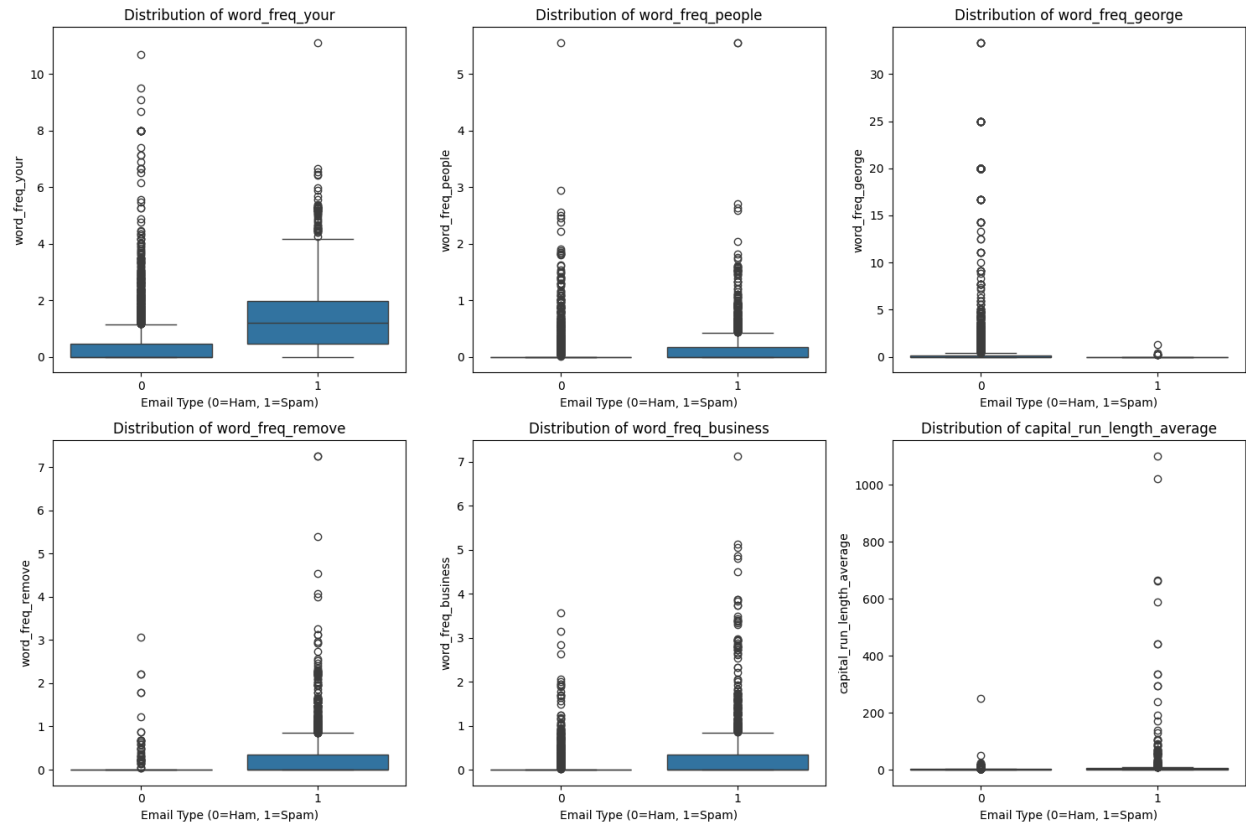 Distribution of word_freq_your
word_freq_your
10
8
6
4
2
0
0
1
Email Type (0=Ham, 1=Spam)
Distribution of word_freq_people
word_freq_people
5
4
3
2
1
0
0
1
Email Type (0=Ham, 1=Spam)
Distribution of word_freq_george
word_freq_george
30
25
20
15
10
5
0
0
1
Email Type (0=Ham, 1=Spam)
Distribution of word_freq_remove
word_freq_remove
7
6
5
4
3
2
1
0
0
1
Email Type (0=Ham, 1=Spam)
Distribution of word_freq_business
word_freq_business
7
6
5
4
3
2
1
0
0
1
Email Type (0=Ham, 1=Spam)
Distribution of capital_run_length_average
capital_run_length_average
1000
800
600
400
200
0
0
1
Email Type (0=Ham, 1=Spam)